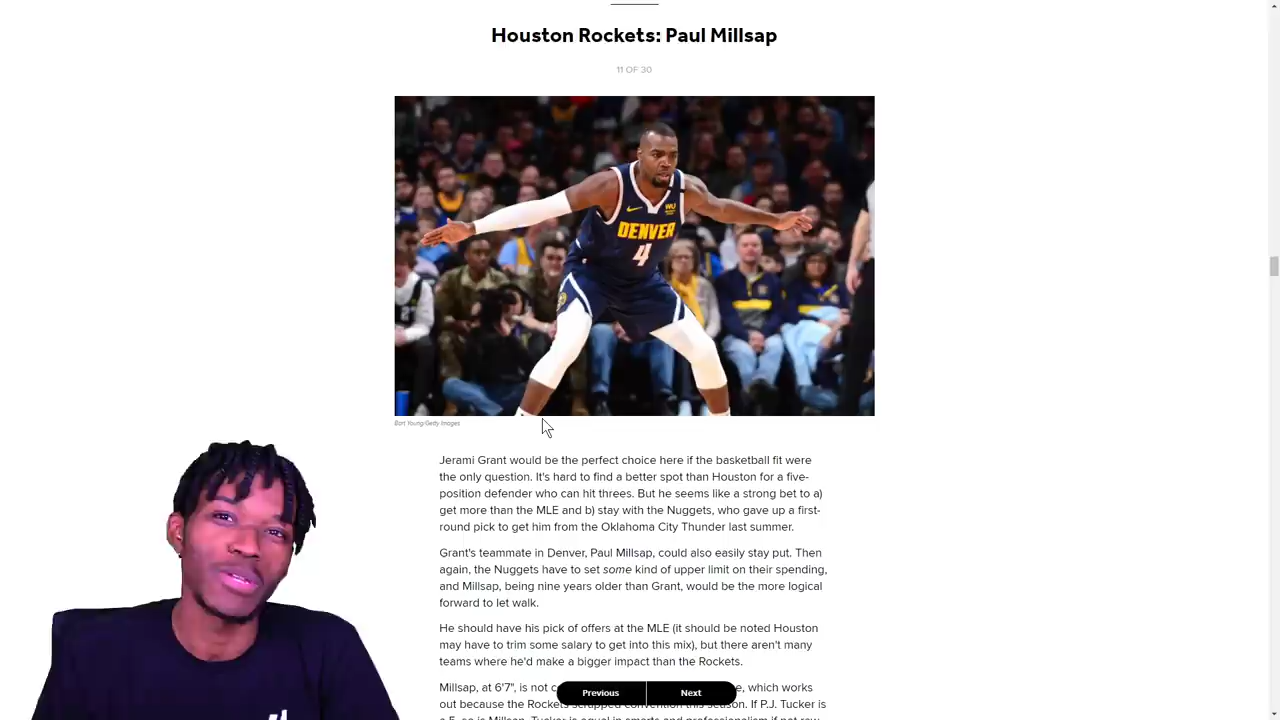 Houston Rockets: Paul Millsap
11 OF 30
WU
DENVER
4
Bart Young/Getty Images
Jerami Grant would be the perfect choice here if the basketball fit were
the only question. It's hard to find a better spot than Houston for a five-
position defender who can hit threes. But he seems like a strong bet to a)
get more than the MLE and b) stay with the Nuggets, who gave up a first-
round pick to get him from the Oklahoma City Thunder last summer.
Grant's teammate in Denver, Paul Millsap, could also easily stay put. Then
again, the Nuggets have to set some kind of upper limit on their spending,
and Millsap, being nine years older than Grant, would be the more logical
forward to let walk.
He should have his pick of offers at the MLE (it should be noted Houston
may have to trim some salary to get into this mix), but there aren't many
teams where he'd make a bigger impact than the Rockets.
Millsap, at 6'7", is not which works
Previous Next
out because the Rockets scrapped convention this season. If P.J. Tucker is